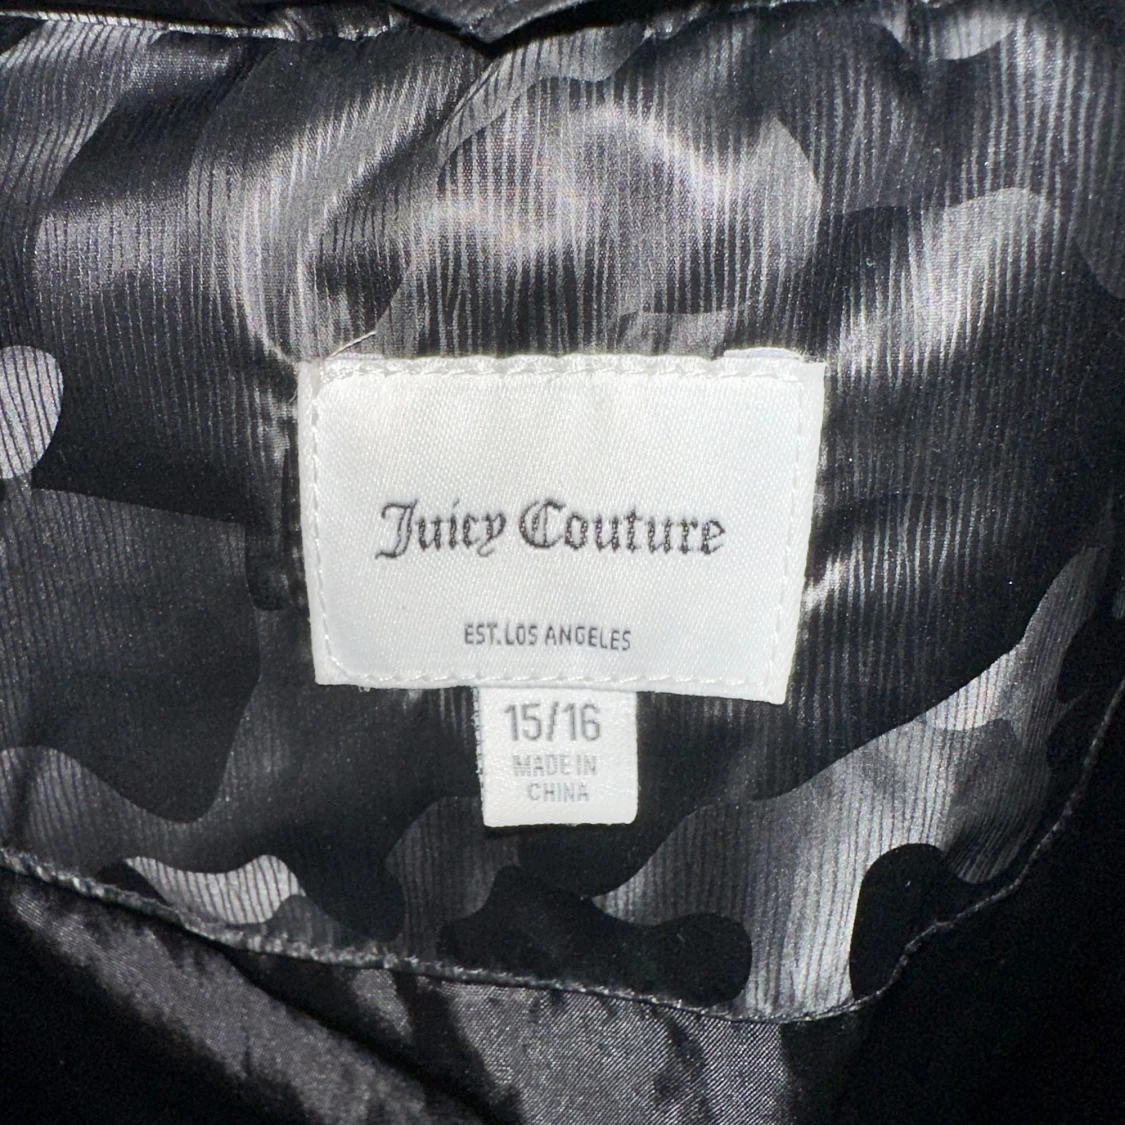 Juicy Couture
EST. LOS ANGELES
15/16
MADE IN
CHINA